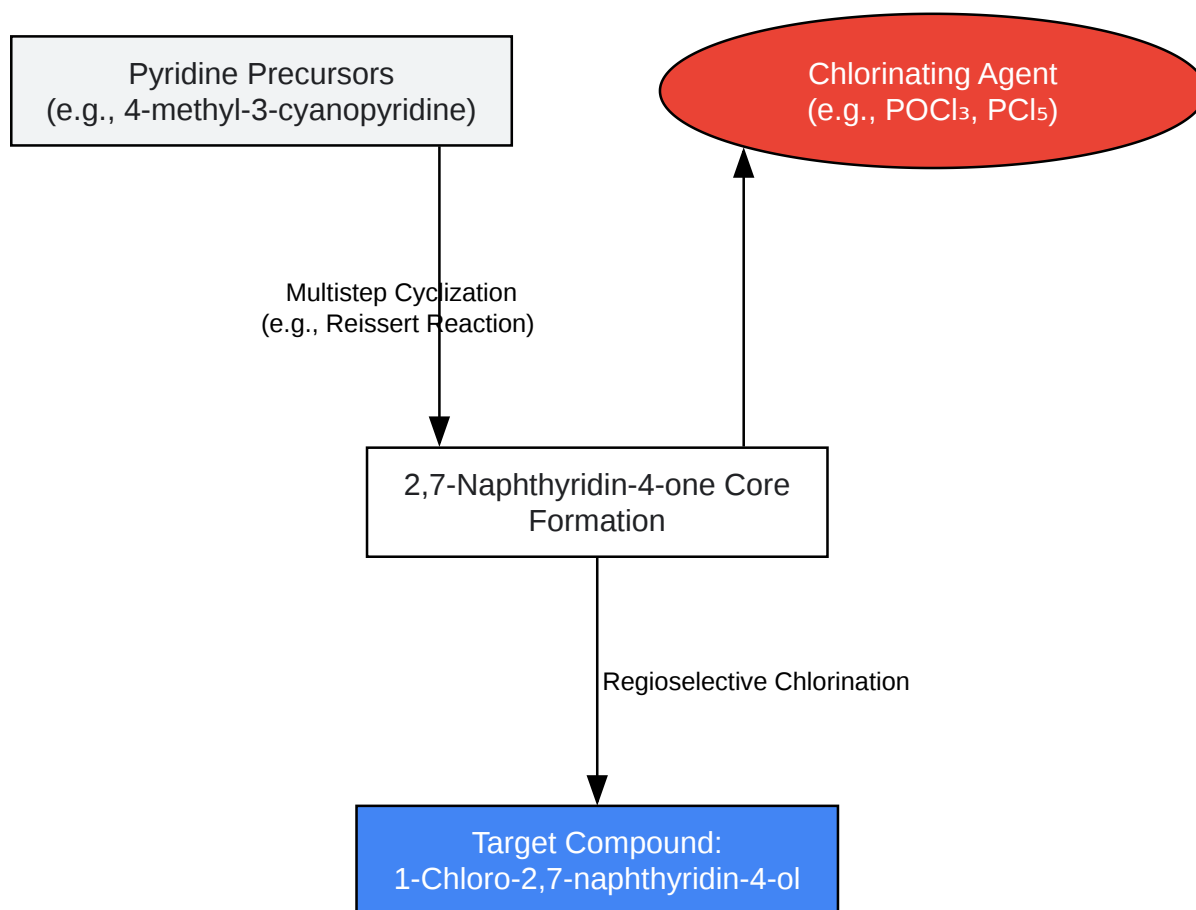 Pyridine Precursors
(e.g., 4-methyl-3-cyanopyridine)
Chlorinating Agent
(e.g., POCl₃, PCl₅)
Multistep Cyclization
(e.g., Reissert Reaction)
2,7-Naphthyridin-4-one Core
Formation
Regioselective Chlorination
Target Compound:
1-Chloro-2,7-naphthyridin-4-ol